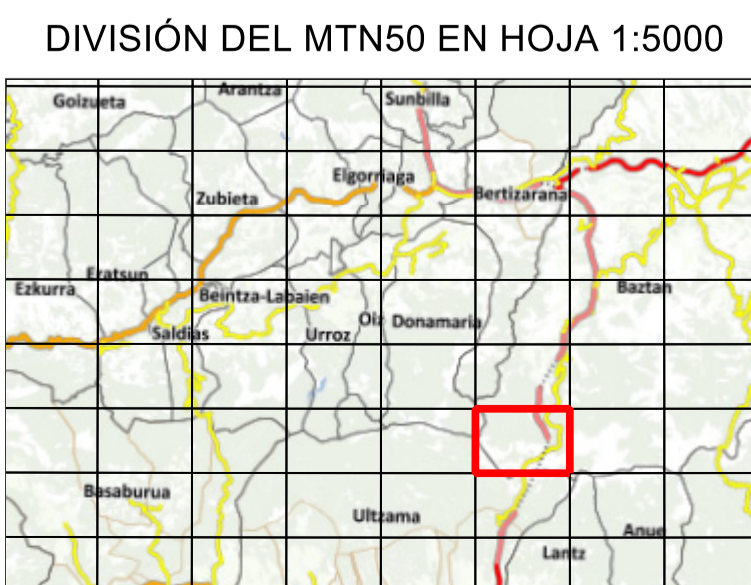 DIVISIÓN DEL MTN50 EN HOJA 1:5000
Goizueta
Arantza
Sunbilla
Elgorriaga
Zubieta
Bertizarana
Eratsun
Ezkurra
Beintza-Labaien
Baztan
Saldias
Urroz
Oiz
Donamaria
Basaburua
Ultzama
Anue
Lantz